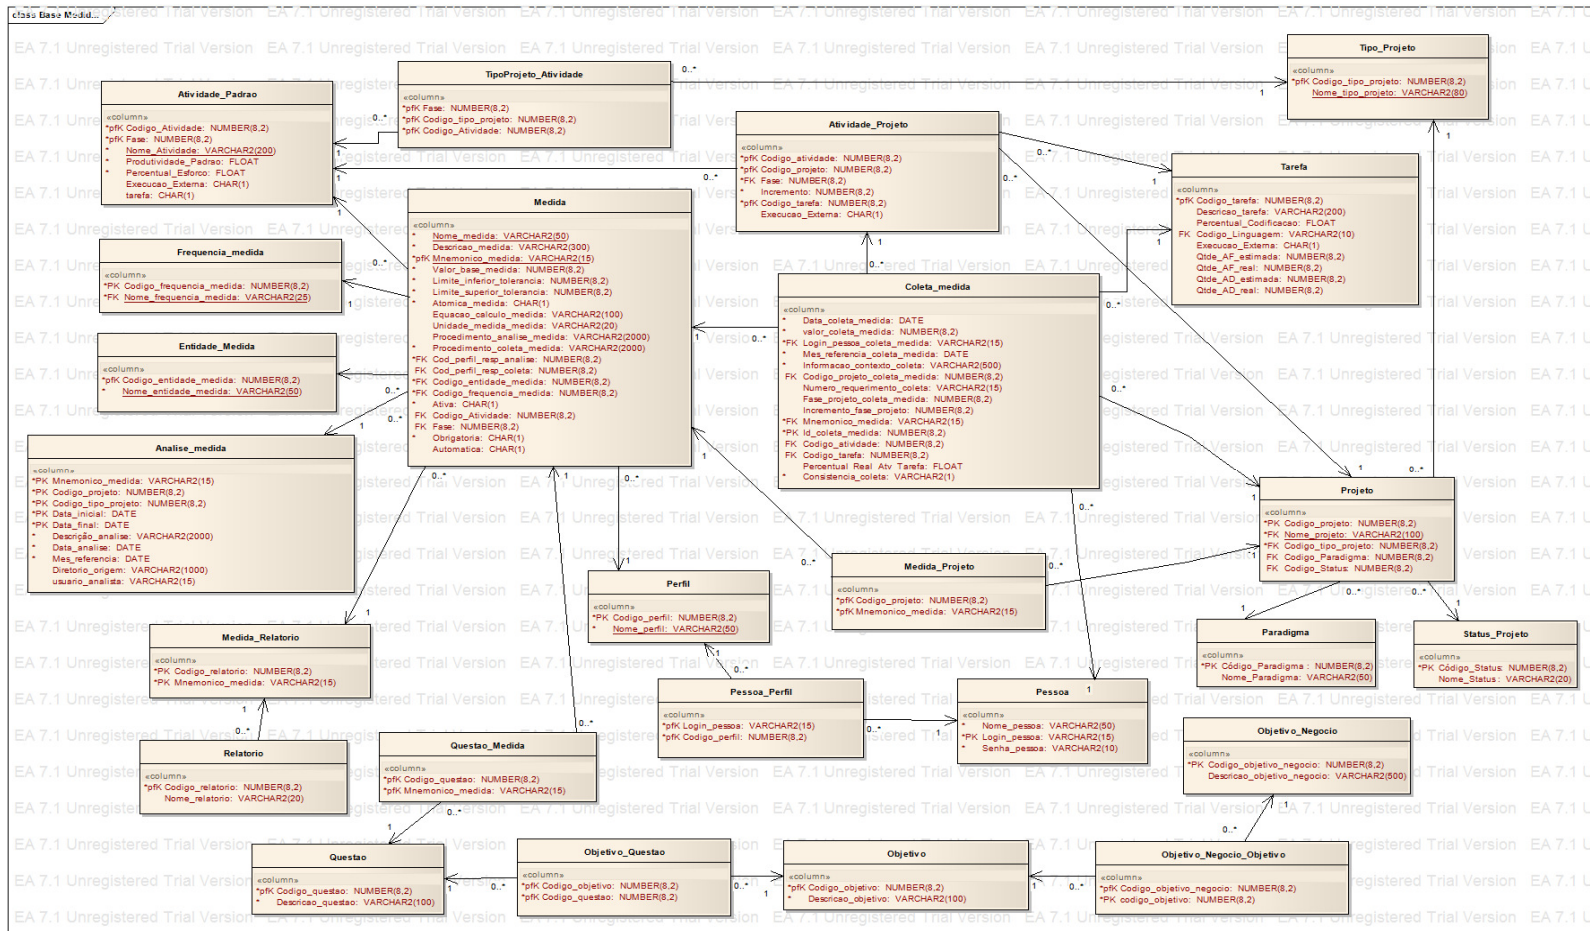 class Base Medid...
EA 7.1 Unregistered Trial Version
Tipo_Projeto
«column»
*pfK Codigo_tipo_projeto: NUMBER(8,2)
Nome_tipo_projeto: VARCHAR2(80)
TipoProjeto_Atividade
«column»
*pfK Fase: NUMBER(8,2)
*pfK Codigo_tipo_projeto: NUMBER(8,2)
*pfK Codigo_Atividade: NUMBER(8,2)
Atividade_Padrao
«column»
*pfK Codigo_Atividade: NUMBER(8,2)
*pfK Fase: NUMBER(8,2)
* Nome_Atividade: VARCHAR2(200)
* Produtividade_Padrao: FLOAT
* Percentual_Esforco: FLOAT
Execucao_Externa: CHAR(1)
tarefa: CHAR(1)
Atividade_Projeto
«column»
*pfK Codigo_atividade: NUMBER(8,2)
*pfK Codigo_projeto: NUMBER(8,2)
*FK Fase: NUMBER(8,2)
* Incremento: NUMBER(8,2)
*pfK Codigo_tarefa: NUMBER(8,2)
Execucao_Externa: CHAR(1)
Tarefa
«column»
*pfK Codigo_tarefa: NUMBER(8,2)
Descricao_tarefa: VARCHAR2(200)
Percentual_Codificacao: FLOAT
FK Codigo_Linguagem: VARCHAR2(10)
Execucao_Externa: CHAR(1)
Qtde_AF_estimada: NUMBER(8,2)
Qtde_AF_real: NUMBER(8,2)
Qtde_AD_estimada: NUMBER(8,2)
Qtde_AD_real: NUMBER(8,2)
Medida
«column»
* Nome_medida: VARCHAR2(50)
* Descricao_medida: VARCHAR2(300)
*pfK Mnemonico_medida: VARCHAR2(15)
* Valor_base_medida: NUMBER(8,2)
* Limite_inferior_tolerancia: NUMBER(8,2)
* Limite_superior_tolerancia: NUMBER(8,2)
* Atomica_medida: CHAR(1)
* Equacao_calculo_medida: VARCHAR2(100)
* Unidade_medida_medida: VARCHAR2(20)
* Procedimento_analise_medida: VARCHAR2(2000)
* Procedimento_coleta_medida: VARCHAR2(2000)
*FK Cod_perfil_resp_analise: NUMBER(8,2)
FK Cod_perfil_resp_coleta: NUMBER(8,2)
*FK Codigo_entidade_medida: NUMBER(8,2)
*FK Codigo_frequencia_medida: NUMBER(8,2)
* Ativa: CHAR(1)
FK Codigo_Atividade: NUMBER(8,2)
FK Fase: NUMBER(8,2)
* Obrigatoria: CHAR(1)
Automatica: CHAR(1)
Frequencia_medida
«column»
*PK Codigo_frequencia_medida: NUMBER(8,2)
*FK Nome_frequencia_medida: VARCHAR2(25)
Entidade_Medida
«column»
*pfK Codigo_entidade_medida: NUMBER(8,2)
* Nome_entidade_medida: VARCHAR2(50)
Coleta_medida
«column»
* Data_coleta_medida: DATE
* valor_coleta_medida: NUMBER(8,2)
*FK Login_pessoa_coleta_medida: VARCHAR2(15)
* Mes_referencia_coleta_medida: DATE
* Informacao_contexto_coleta: VARCHAR2(500)
FK Codigo_projeto_coleta_medida: NUMBER(8,2)
Numero_requerimento_coleta: VARCHAR2(15)
Fase_projeto_coleta_medida: NUMBER(8,2)
Incremento_fase_projeto: NUMBER(8,2)
*FK Mnemonico_medida: VARCHAR2(15)
*PK Id_coleta_medida: NUMBER(8,2)
FK Codigo_atividade: NUMBER(8,2)
FK Codigo_tarefa: NUMBER(8,2)
Percentual Real Atv Tarefa: FLOAT
* Consistencia_coleta: VARCHAR2(1)
Analise_medida
«column»
*PK Mnemonico_medida: VARCHAR2(15)
*PK Codigo_projeto: NUMBER(8,2)
*PK Codigo_tipo_projeto: NUMBER(8,2)
*PK Data_inicial: DATE
*PK Data_final: DATE
* Descrição_analise: VARCHAR2(2000)
* Data_analise: DATE
* Mes_referencia: DATE
Diretorio_origem: VARCHAR2(1000)
usuario_analista: VARCHAR2(15)
Projeto
«column»
*PK Codigo_projeto: NUMBER(8,2)
*FK Nome_projeto: VARCHAR2(100)
*FK Codigo_tipo_projeto: NUMBER(8,2)
FK Codigo_Paradigma: NUMBER(8,2)
FK Codigo_Status: NUMBER(8,2)
Medida_Projeto
«column»
*pfK Codigo_projeto: NUMBER(8,2)
*pfK Mnemonico_medida: VARCHAR2(15)
Perfil
«column»
*PK Codigo_perfil: NUMBER(8,2)
* Nome_perfil: VARCHAR2(50)
Medida_Relatorio
«column»
*PK Codigo_relatorio: NUMBER(8,2)
*PK Mnemonico_medida: VARCHAR2(15)
Paradigma
«column»
*PK Código_Paradigma : NUMBER(8,2)
Nome_Paradigma: VARCHAR2(50)
Status_Projeto
«column»
*PK Código_Status: NUMBER(8,2)
Nome_Status: VARCHAR2(20)
Pessoa_Perfil
«column»
*pfK Login_pessoa: VARCHAR2(15)
*pfK Codigo_perfil: NUMBER(8,2)
Pessoa
«column»
* Nome_pessoa: VARCHAR2(50)
*PK Login_pessoa: VARCHAR2(15)
* Senha_pessoa: VARCHAR2(10)
Objetivo_Negocio
«column»
*PK Codigo_objetivo_negocio: NUMBER(8,2)
Descricao_objetivo_negocio: VARCHAR2(500)
Relatorio
«column»
*pfK Codigo_relatorio: NUMBER(8,2)
Nome_relatorio: VARCHAR2(20)
Questao_Medida
«column»
*pfK Codigo_questao: NUMBER(8,2)
*pfK Mnemonico_medida: VARCHAR2(15)
Questao
«column»
*pfK Codigo_questao: NUMBER(8,2)
* Descricao_questao: VARCHAR2(100)
Objetivo_Questao
«column»
*pfK Codigo_objetivo: NUMBER(8,2)
*pfK Codigo_questao: NUMBER(8,2)
Objetivo
«column»
*pfK Codigo_objetivo: NUMBER(8,2)
* Descricao_objetivo: VARCHAR2(100)
Objetivo_Negocio_Objetivo
«column»
*pfK Codigo_objetivo_negocio: NUMBER(8,2)
*PK codigo_objetivo: NUMBER(8,2)